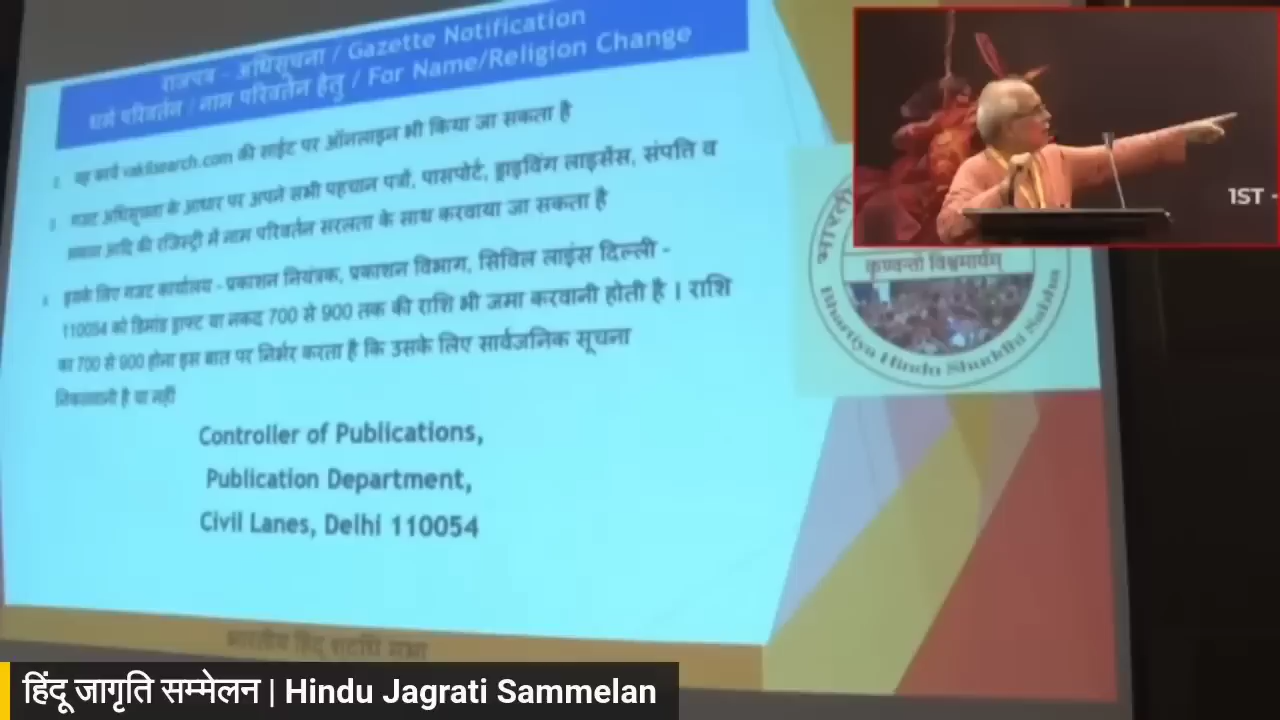 राजपत्र - अधिसूचना / Gazette Notification
धर्म परिवर्तन / नाम परिवर्तन हेतु / For Name/Religion Change
यह कार्य vakilsearch.com की साईट पर ऑनलाइन भी किया जा सकता है
गजट अधिसूचना के आधार पर अपने सभी पहचान पत्रों, पासपोर्ट, ड्राइविंग लाइसेंस, संपति व
आदि की रजिस्ट्री में नाम परिवर्तन सरलता के साथ करवाया जा सकता है
इसके लिए गजट कार्यालय - प्रकाशन नियंत्रक, प्रकाशन विभाग, सिविल लाइंस दिल्ली -
110054 को डिमांड ड्राफ्ट या नकद 700 से 900 तक की राशि भी जमा करवानी होती है । राशि
का 700 से 900 होना इस बात पर निर्भर करता है कि उसके लिए सार्वजनिक सूचना
निकलवानी है या नहीं
Controller of Publications,
Publication Department,
Civil Lanes, Delhi 110054
भारतीय
कृण्वन्तो विश्वमार्यम्
Bhartiya Hindu Shuddhi Sabha
1ST -
भारतीय हिंदू शुद्धि सभा
हिंदू जागृति सम्मेलन | Hindu Jagrati Sammelan